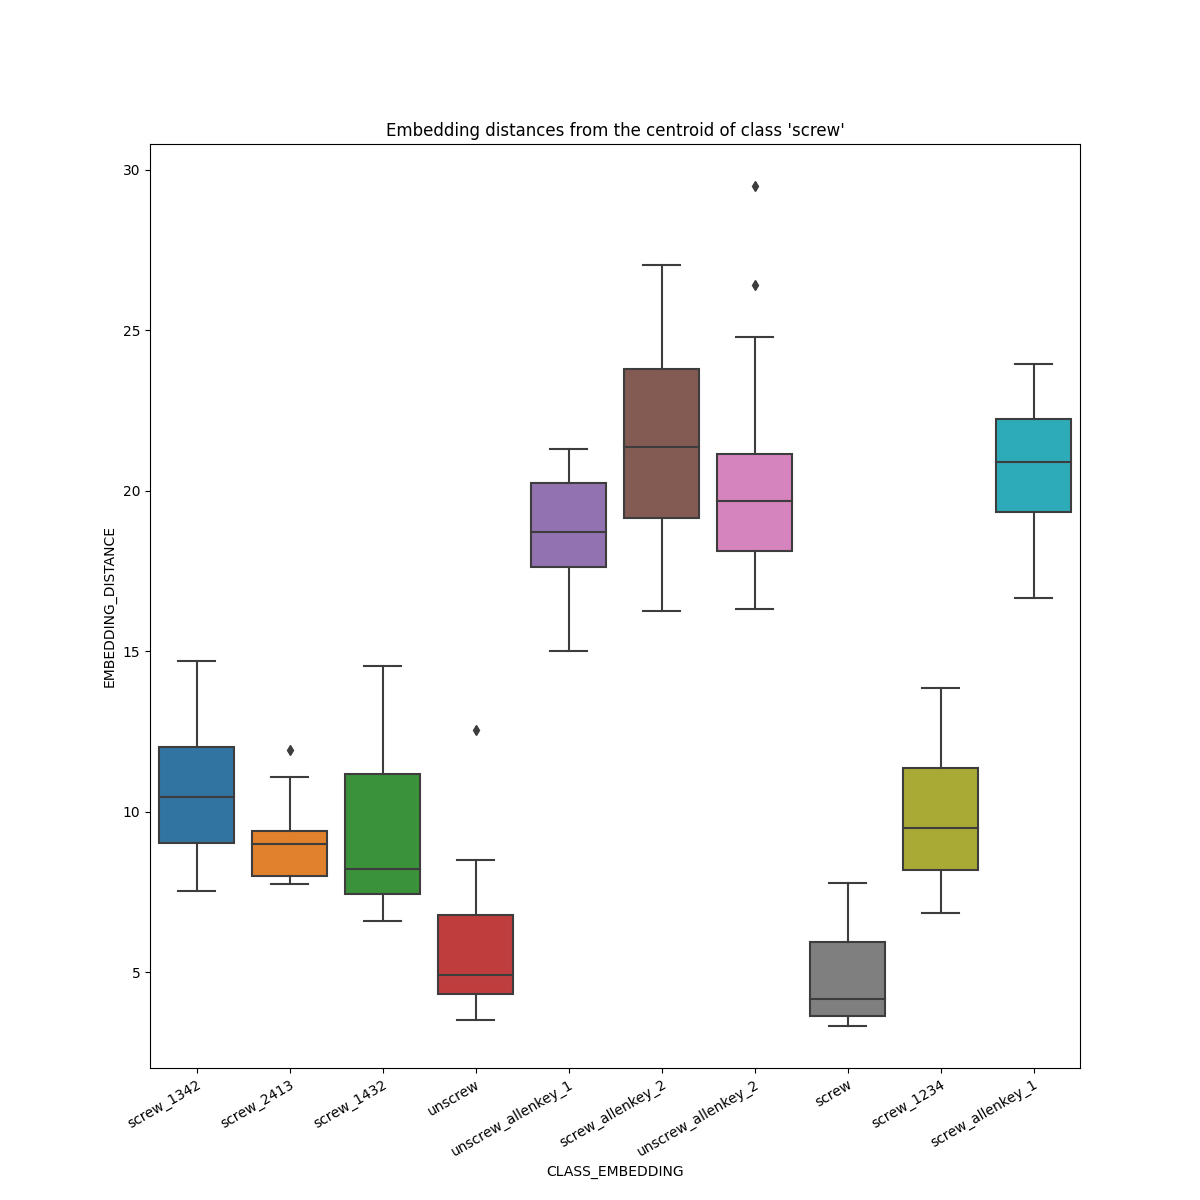 Embedding distances from the centroid of class 'screw'
30
25
20
15
10
5
EMBEDDING_DISTANCE
screw_1342
screw_2413
screw_1432
unscrew
unscrew_allenkey_1
screw_allenkey_2
unscrew_allenkey_2
screw
screw_1234
screw_allenkey_1
CLASS_EMBEDDING